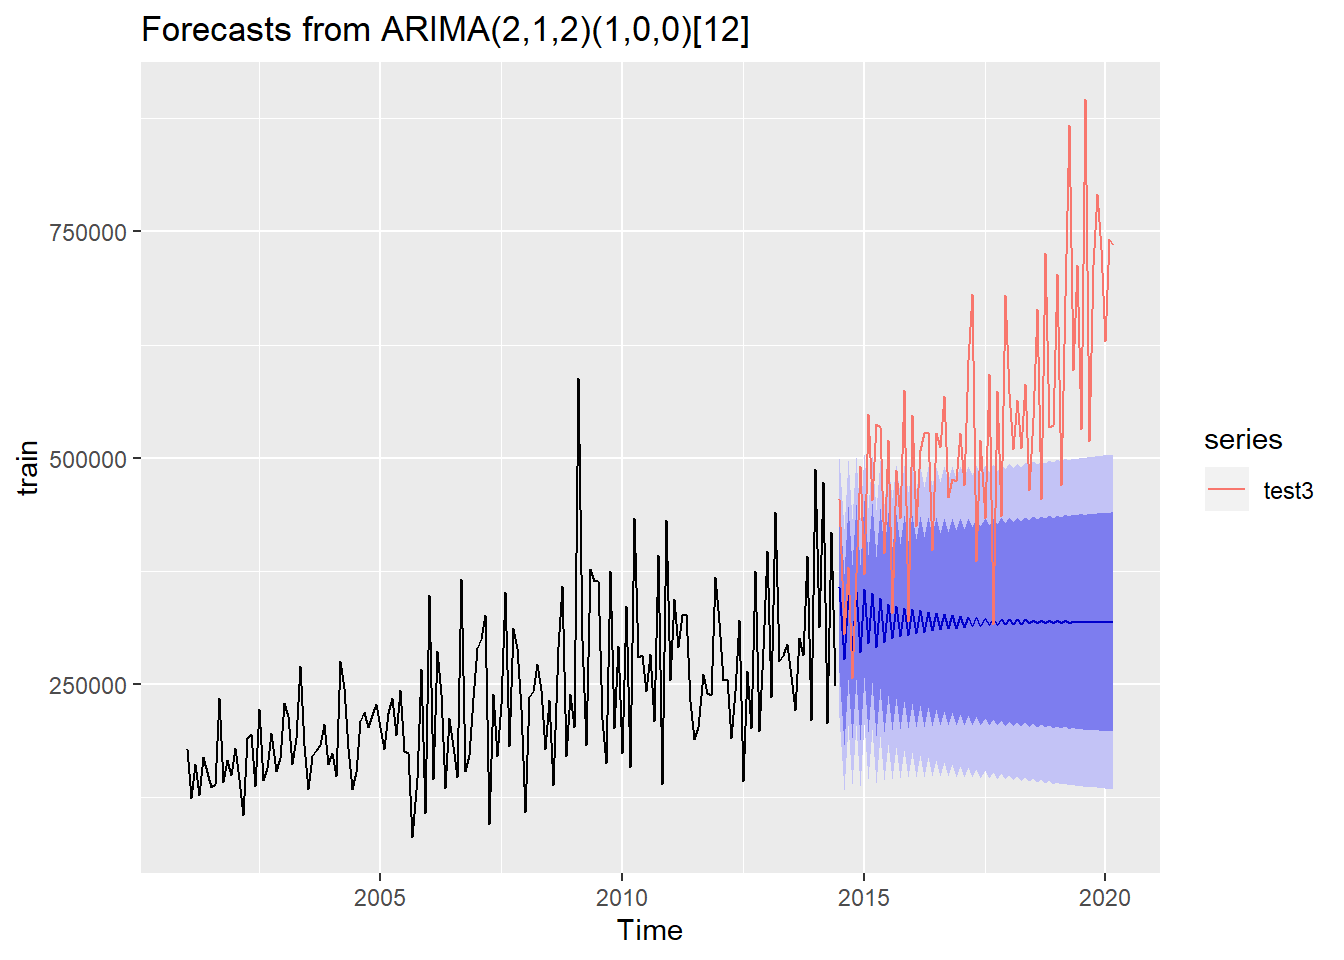 Forecasts from ARIMA(2,1,2)(1,0,0)[12]
750000
500000
250000
train
2005
2010
2015
2020
Time
series
test3